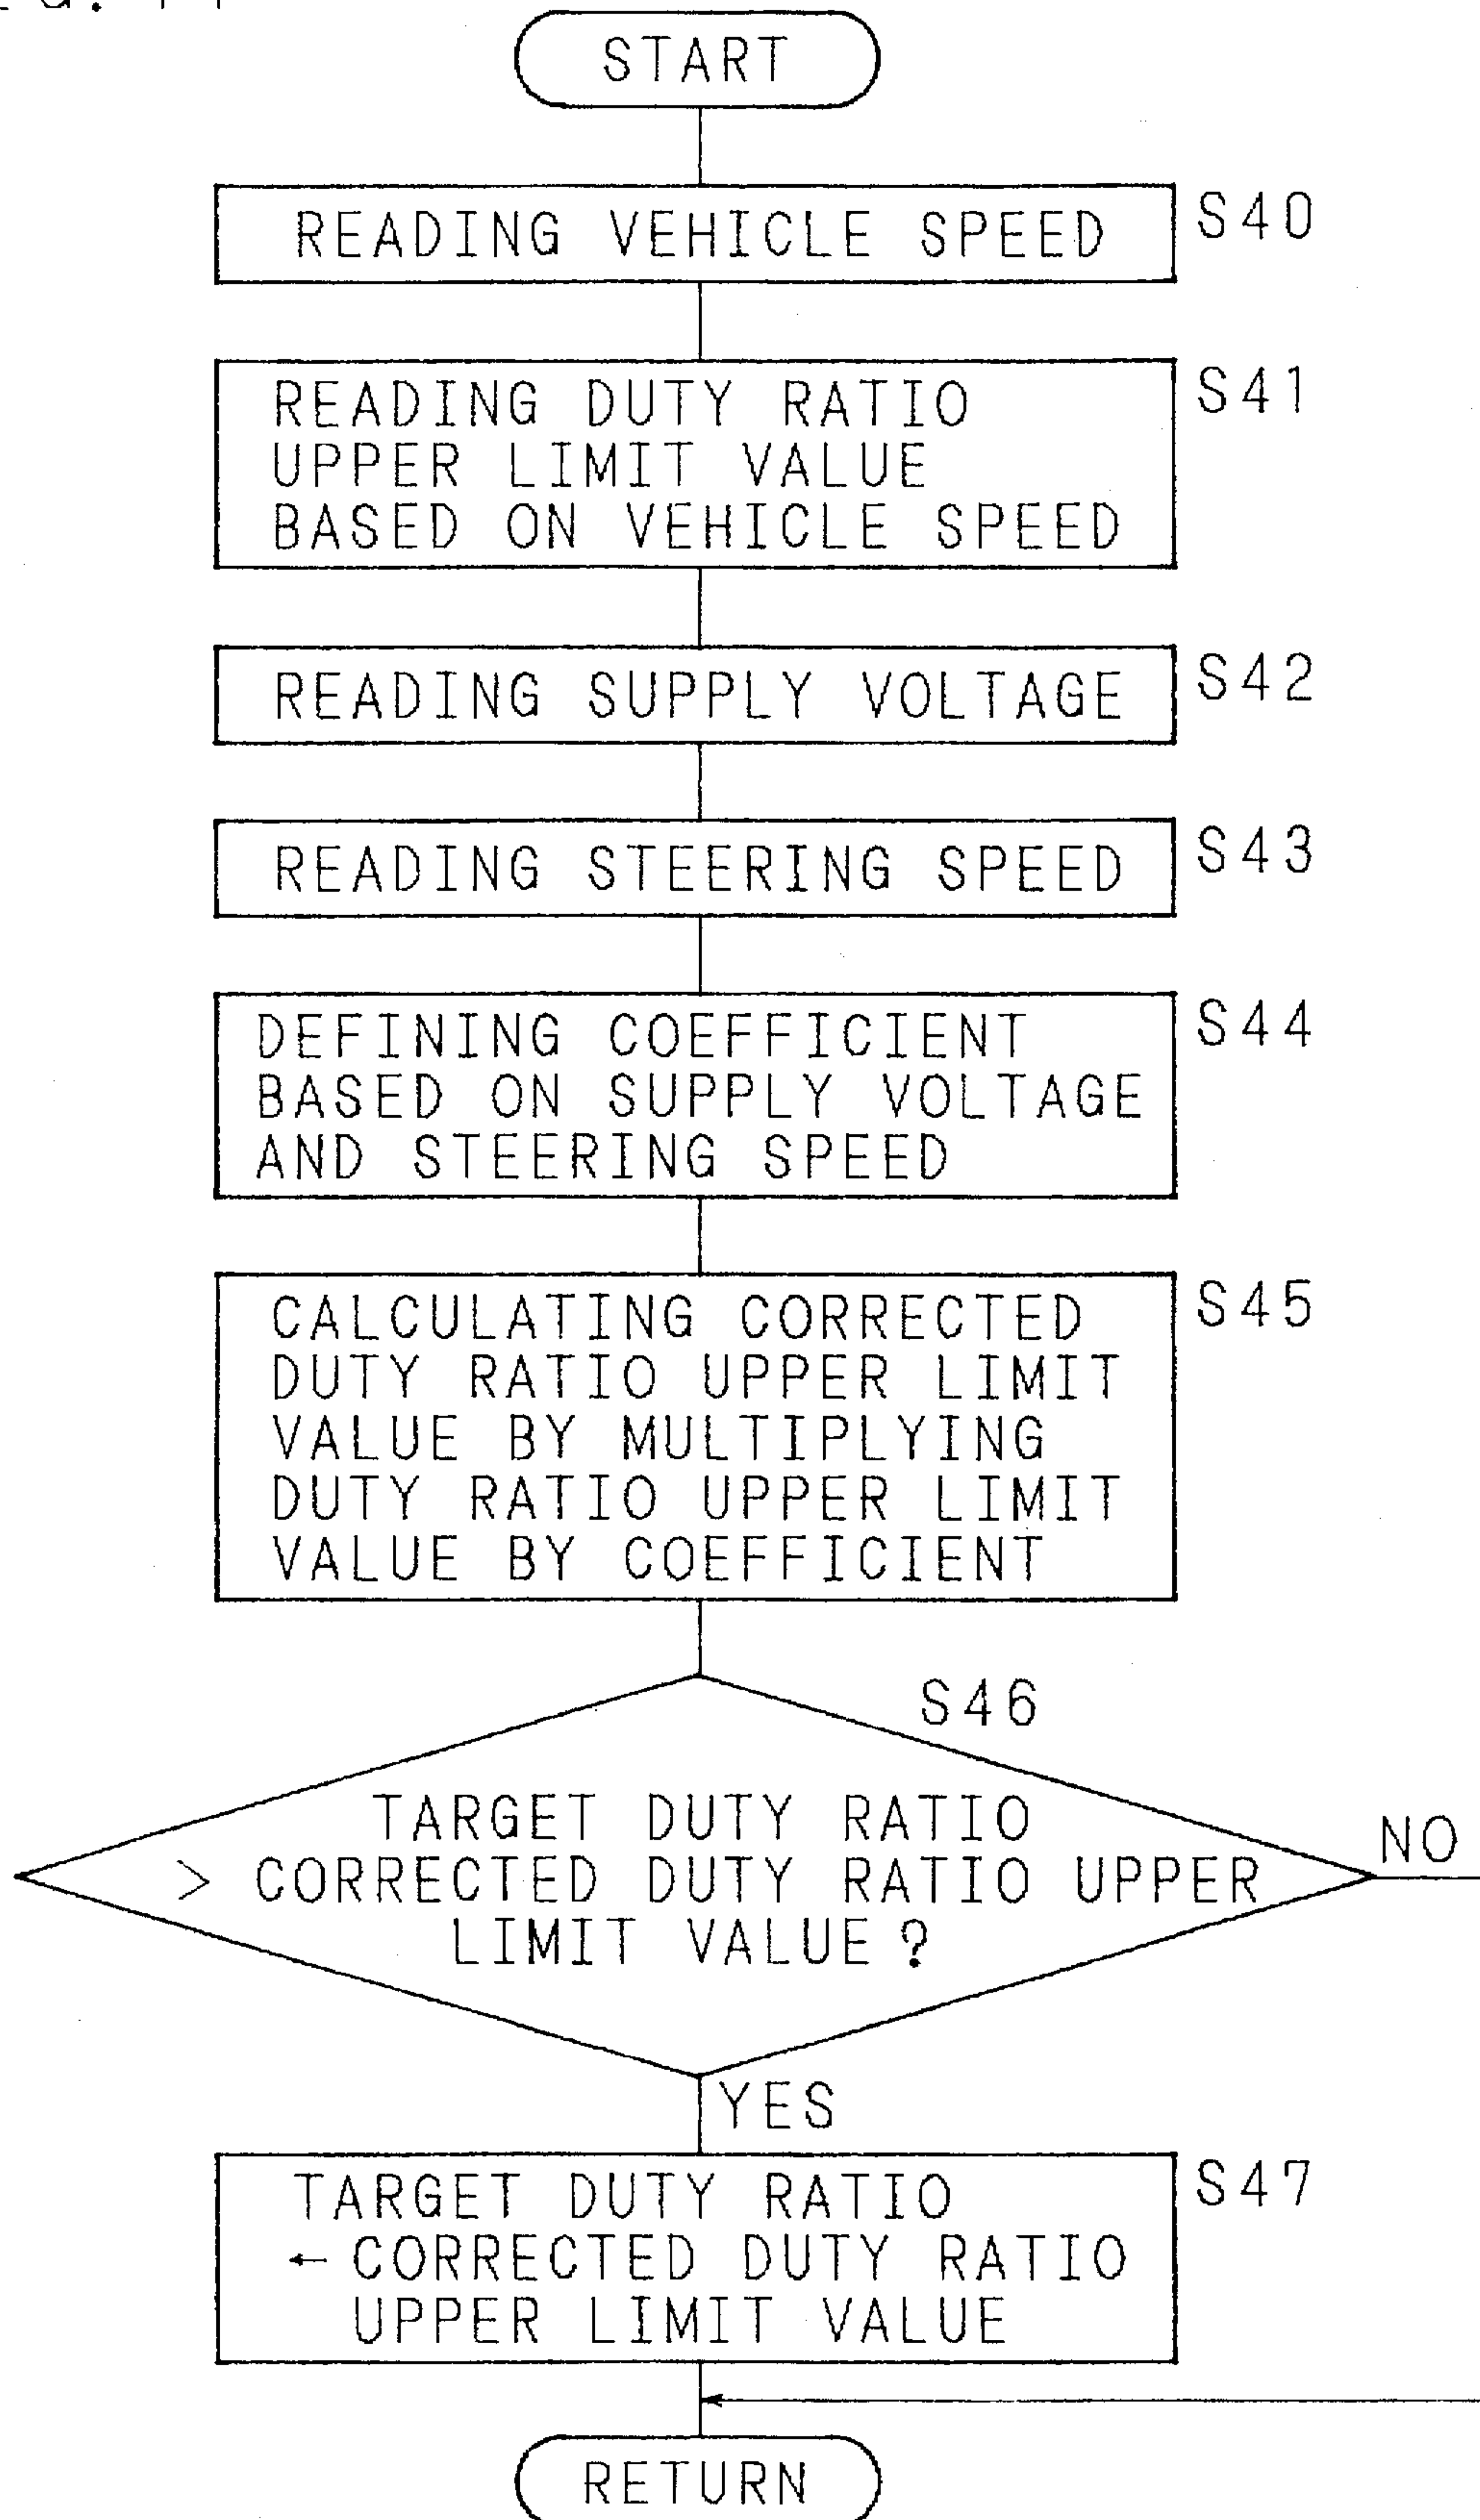 START
READING VEHICLE SPEED
S40
READING DUTY RATIO
UPPER LIMIT VALUE
BASED ON VEHICLE SPEED
S41
READING SUPPLY VOLTAGE
S42
READING STEERING SPEED
S43
DEFINING COEFFICIENT
BASED ON SUPPLY VOLTAGE
AND STEERING SPEED
S44
CALCULATING CORRECTED
DUTY RATIO UPPER LIMIT
VALUE BY MULTIPLYING
DUTY RATIO UPPER LIMIT
VALUE BY COEFFICIENT
S45
S46
TARGET DUTY RATIO
> CORRECTED DUTY RATIO UPPER
LIMIT VALUE?
NO
YES
TARGET DUTY RATIO
← CORRECTED DUTY RATIO
UPPER LIMIT VALUE
S47
RETURN